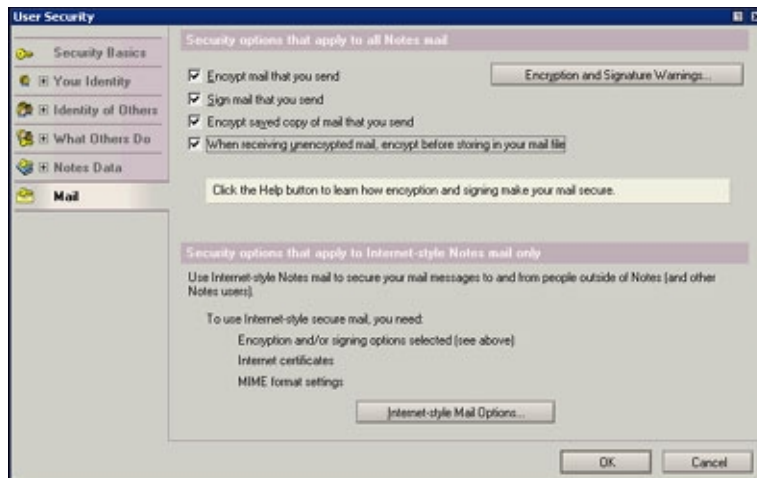 User Security
Security Basics
Your Identity
Identity of Others
What Others Do
Notes Data
Mail
Security options that apply to all Notes mail
Encrypt mail that you send
Encryption and Signature Warnings...
Sign mail that you send
Encrypt saved copy of mail that you send
When receiving unencrypted mail, encrypt before storing in your mail file
Click the Help button to learn how encryption and signing make your mail secure.
Security options that apply to Internet-style Notes mail only
Use Internet-style Notes mail to secure your mail messages to and from people outside of Notes (and other
Notes users).
To use Internet-style secure mail, you need:
Encryption and/or signing options selected (see above)
Internet certificates
MIME format settings
Internet-style Mail Options...
OK
Cancel